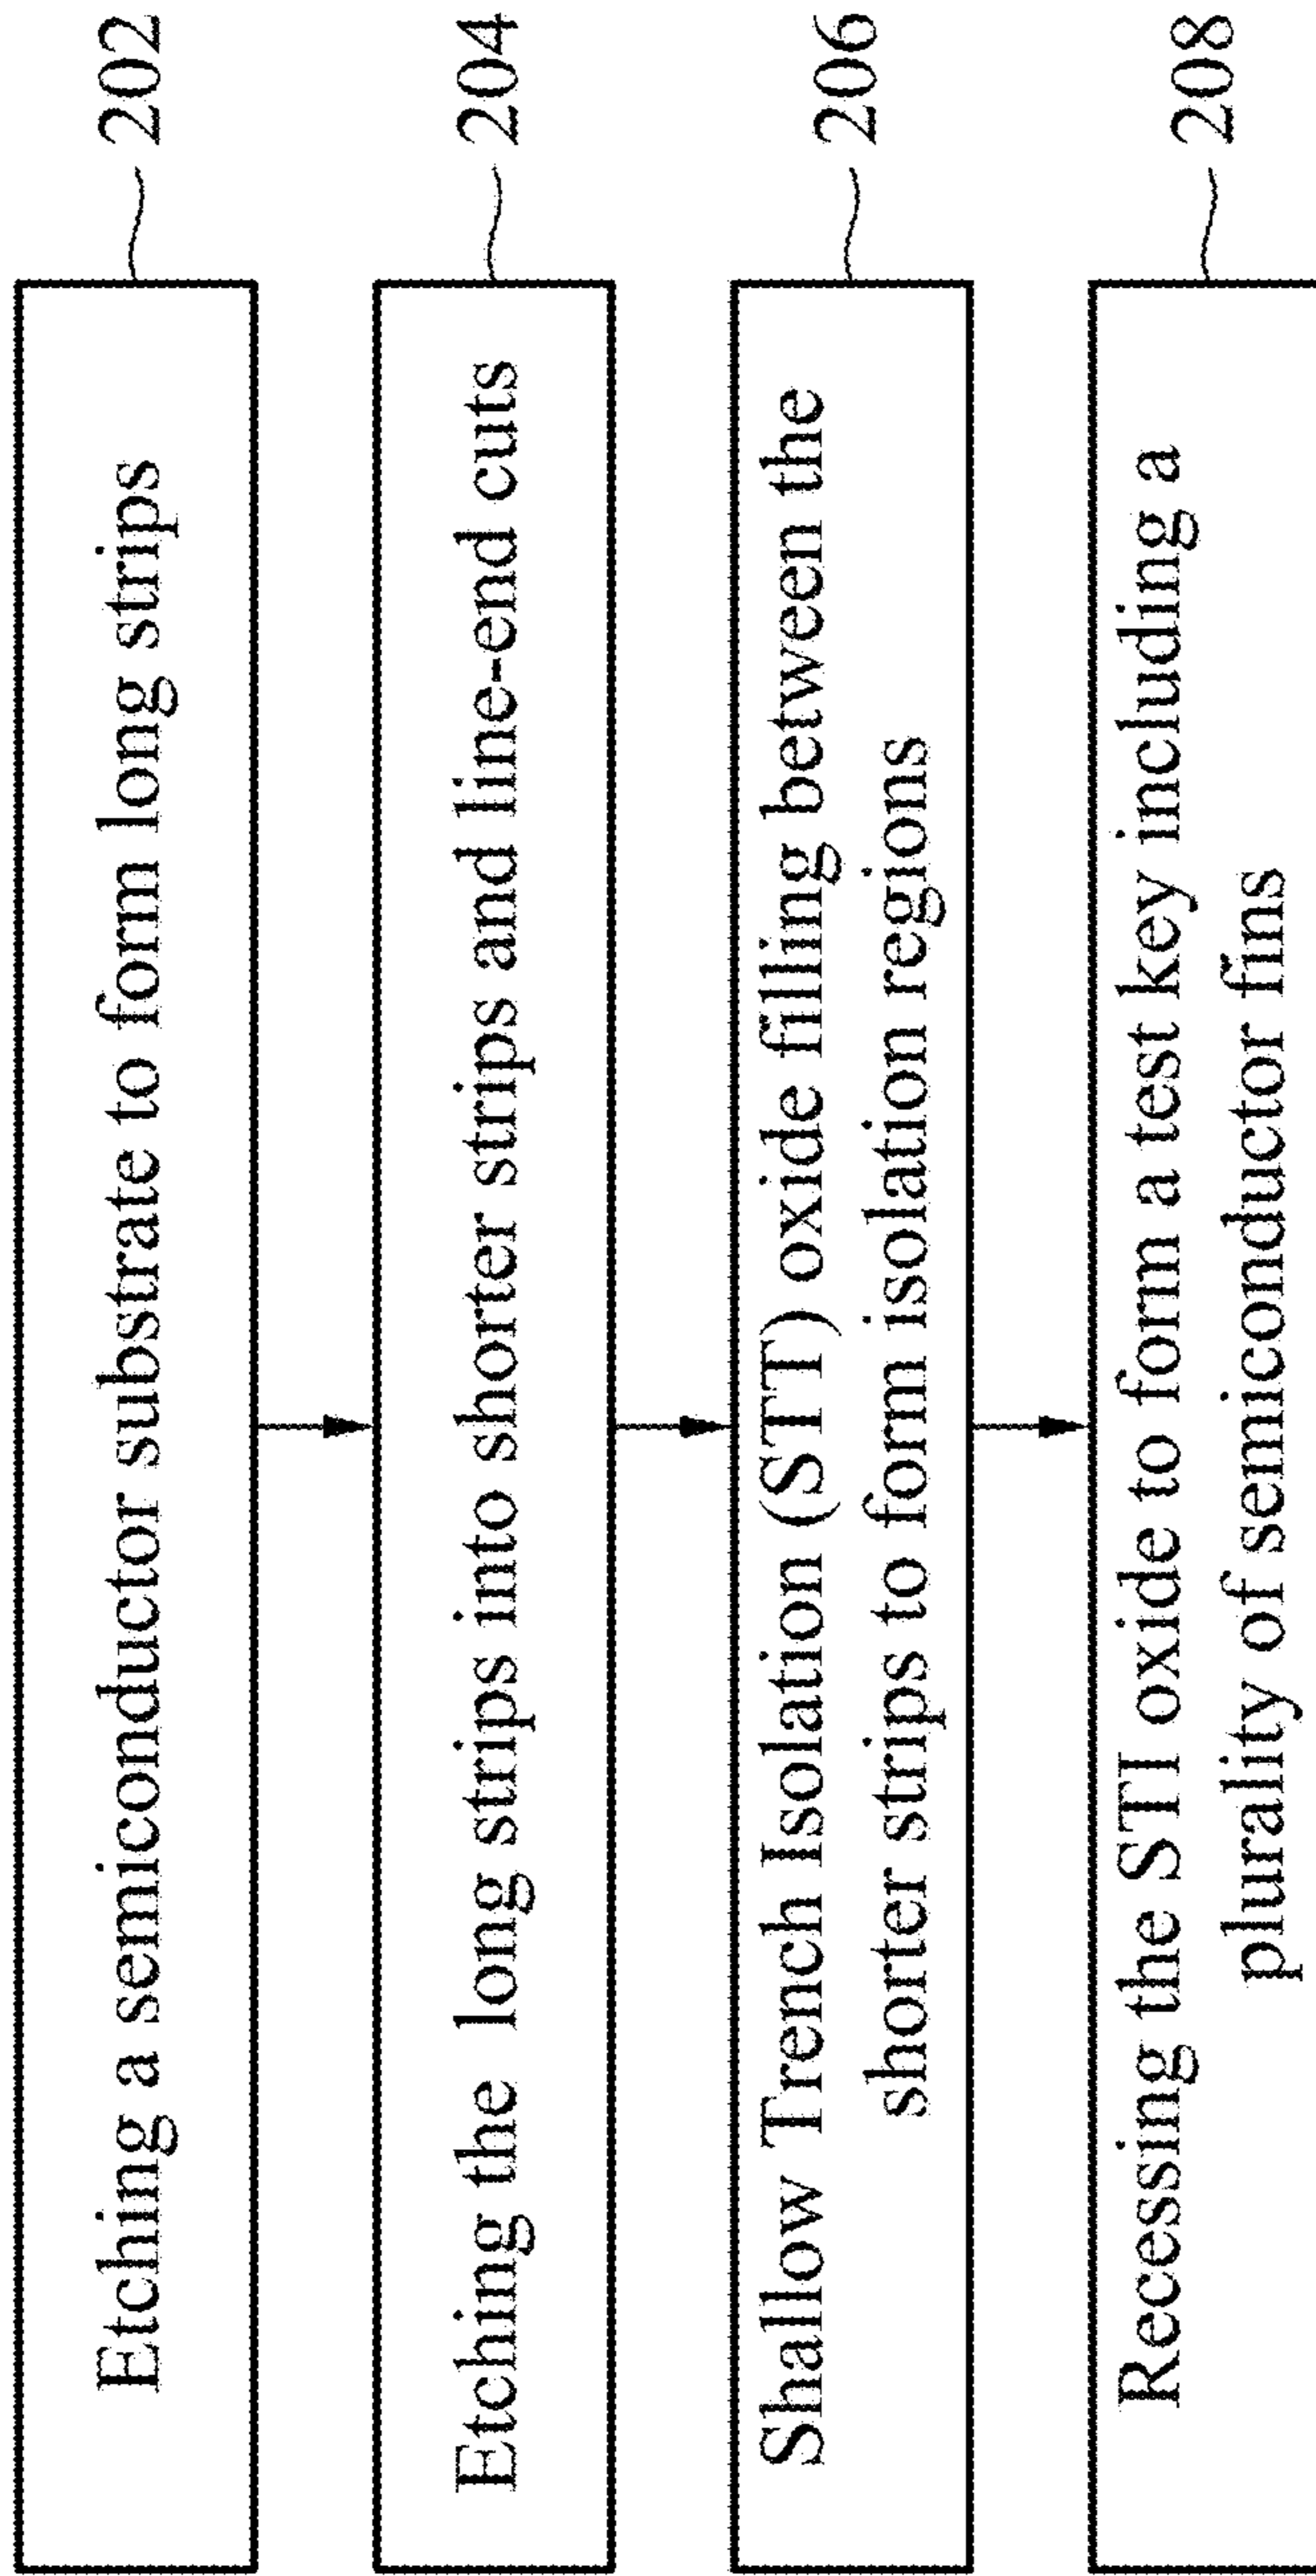 Etching a semiconductor substrate to form long strips
202
Etching the long strips into shorter strips and line-end cuts
204
Shallow Trench Isolation (STT) oxide filling between the
shorter strips to form isolation regions
206
Recessing the STI oxide to form a test key including a
plurality of semiconductor fins
208